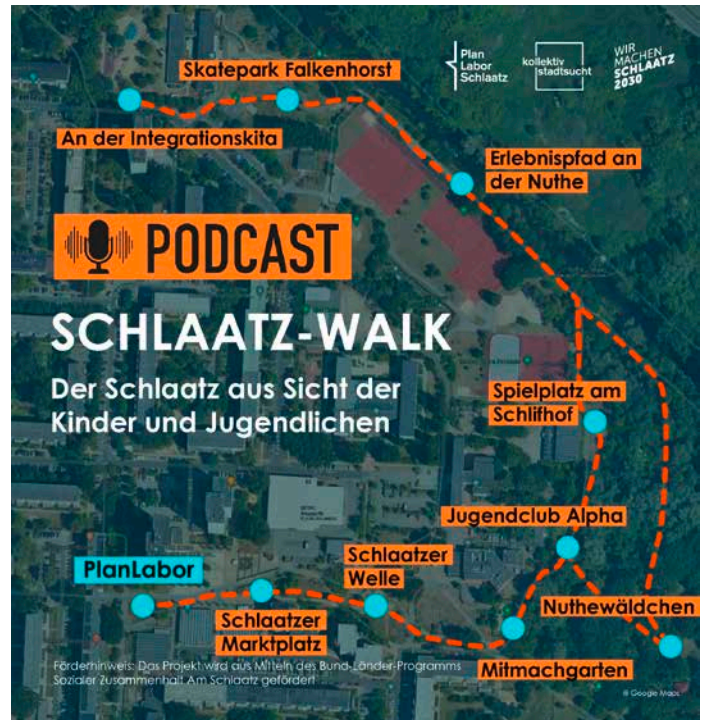 Plan
Labor
Schlaatz
kollektiv
stadtsucht
WIR
MACHEN
SCHLAATZ
2030
Skatepark Falkenhorst
An der Integrationskita
Erlebnispfad an
der Nuthe
PODCAST
SCHLAATZ-WALK
Der Schlaatz aus Sicht der
Kinder und Jugendlichen
Spielplatz am
Schlifhof
Jugendclub Alpha
Schlaatzer
Welle
PlanLabor
Nuthewäldchen
Schlaatzer
Marktplatz
Mitmachgarten
Förderhinweis: Das Projekt wird aus Mitteln des Bund-Länder-Programms
Sozialer Zusammenhalt Am Schlaatz gefördert
© Google Maps